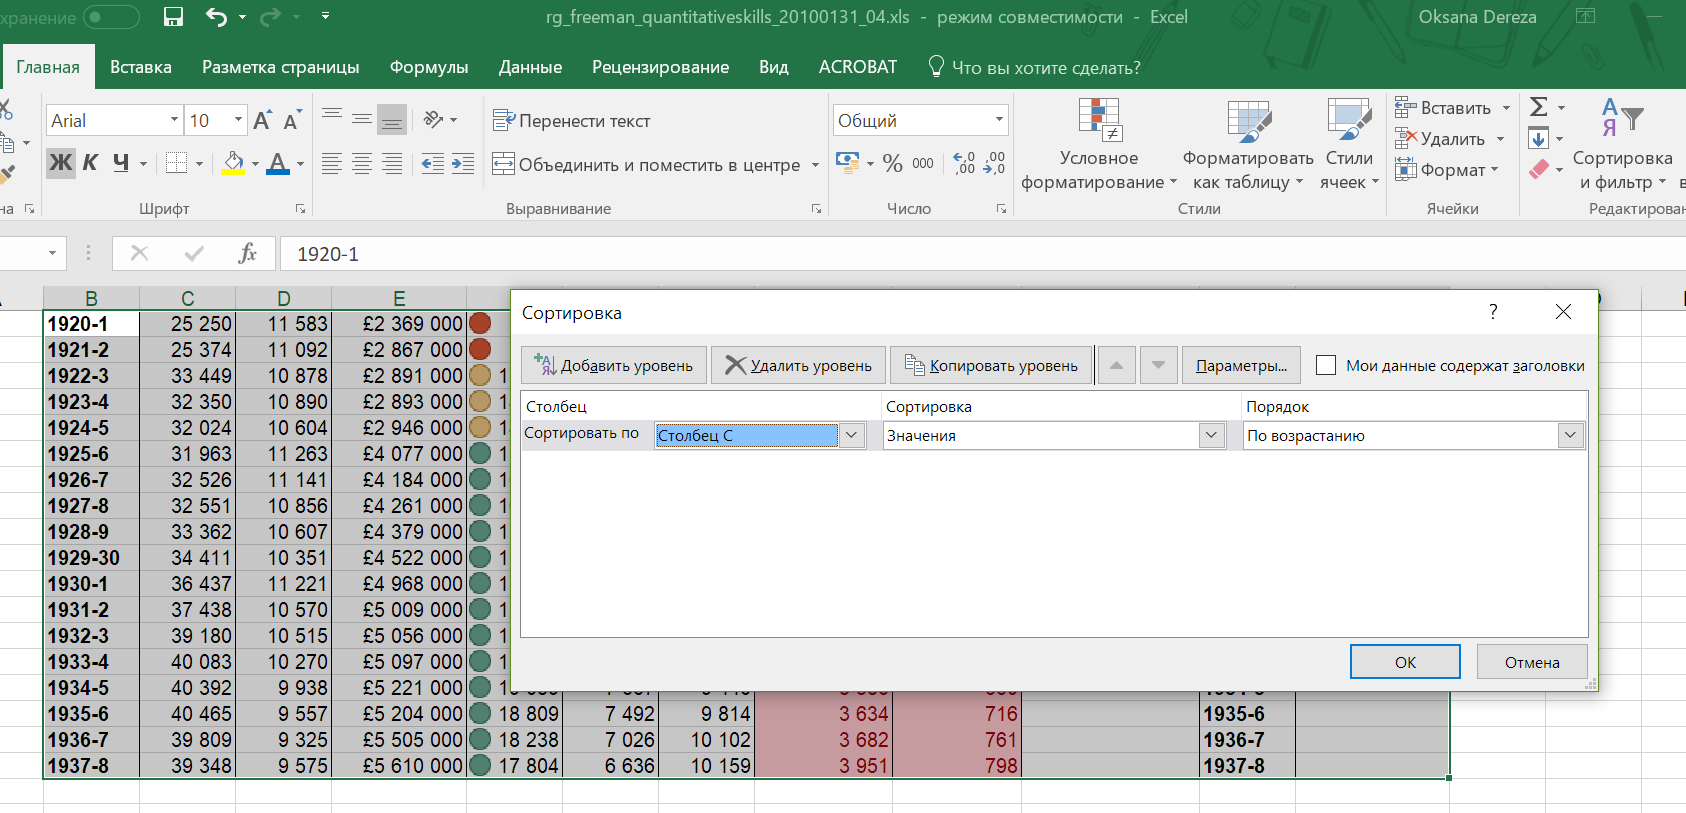 хранение
rg_freeman_quantitativeskills_20100131_04.xls - режим совместимости - Excel
Oksana Dereza
Главная Вставка Разметка страницы Формулы Данные Рецензирование Вид ACROBAT Что вы хотите сделать?
Arial 10 Перенести текст Общий Вставить
Условное форматирование Форматировать как таблицу Стили ячеек
Удалить
Ж К Ч Объединить и поместить в центре % 000 Формат
Сортировка и фильтр
на Шрифт Выравнивание Число Стили Ячейки Редактирован
fx 1920-1
B C D E
1920-1 25 250 11 583 £2 369 000
1921-2 25 374 11 092 £2 867 000
1922-3 33 449 10 878 £2 891 000 1
1923-4 32 350 10 890 £2 893 000
1924-5 32 024 10 604 £2 946 000
1925-6 31 963 11 263 £4 077 000 1
1926-7 32 526 11 141 £4 184 000 1
1927-8 32 551 10 856 £4 261 000
1928-9 33 362 10 607 £4 379 000 1
1929-30 34 411 10 351 £4 522 000 1
1930-1 36 437 11 221 £4 968 000 1
1931-2 37 438 10 570 £5 009 000 1
1932-3 39 180 10 515 £5 056 000 1
1933-4 40 083 10 270 £5 097 000 1
1934-5 40 392 9 938 £5 221 000
1935-6 40 465 9 557 £5 204 000 18 809 7 492 9 814 3 634 716 1935-6
1936-7 39 809 9 325 £5 505 000 18 238 7 026 10 102 3 682 761 1936-7
1937-8 39 348 9 575 £5 610 000 17 804 6 636 10 159 3 951 798 1937-8
Сортировка ?
Добавить уровень Удалить уровень Копировать уровень Параметры... Мои данные содержат заголовки
Столбец Сортировка Порядок
Сортировать по Столбец C Значения По возрастанию
ОК Отмена